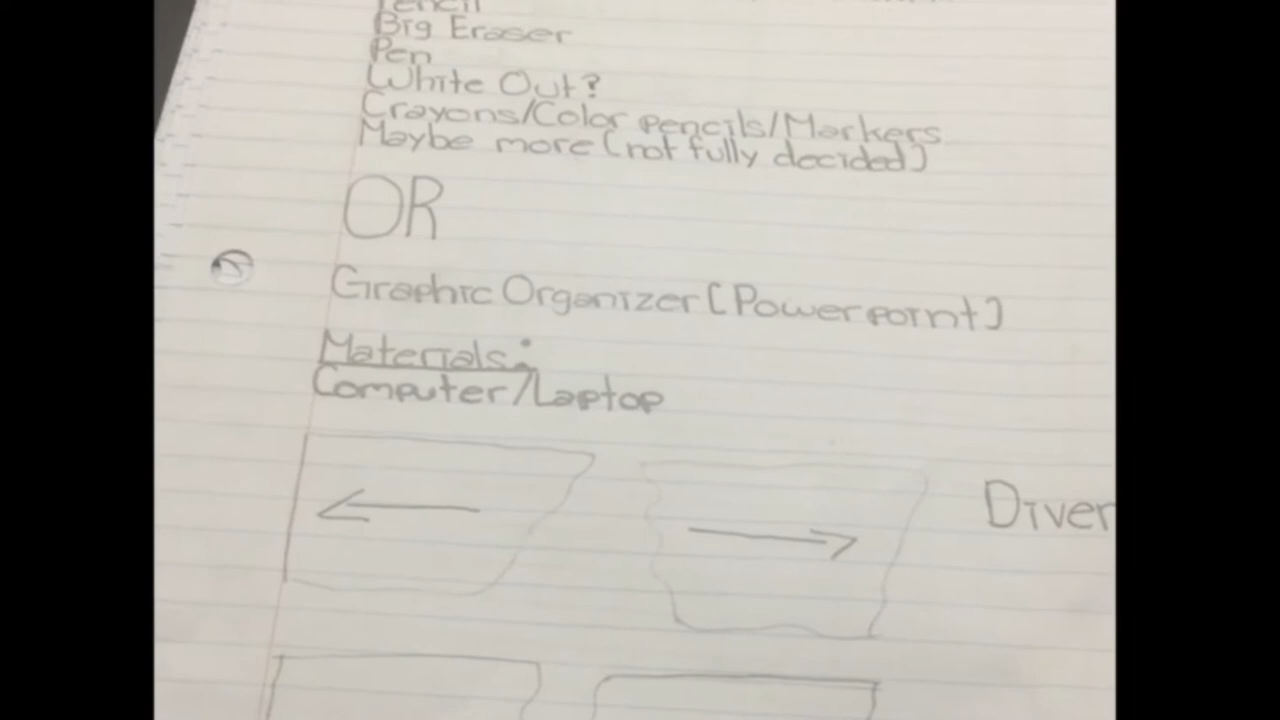 Pencil
Big Eraser
Pen
White Out?
Crayons/Color pencils/Markers
Maybe more (not fully decided)
OR
Graphic Organizer (Powerpoint)
Materials:
Computer/Laptop
Diver